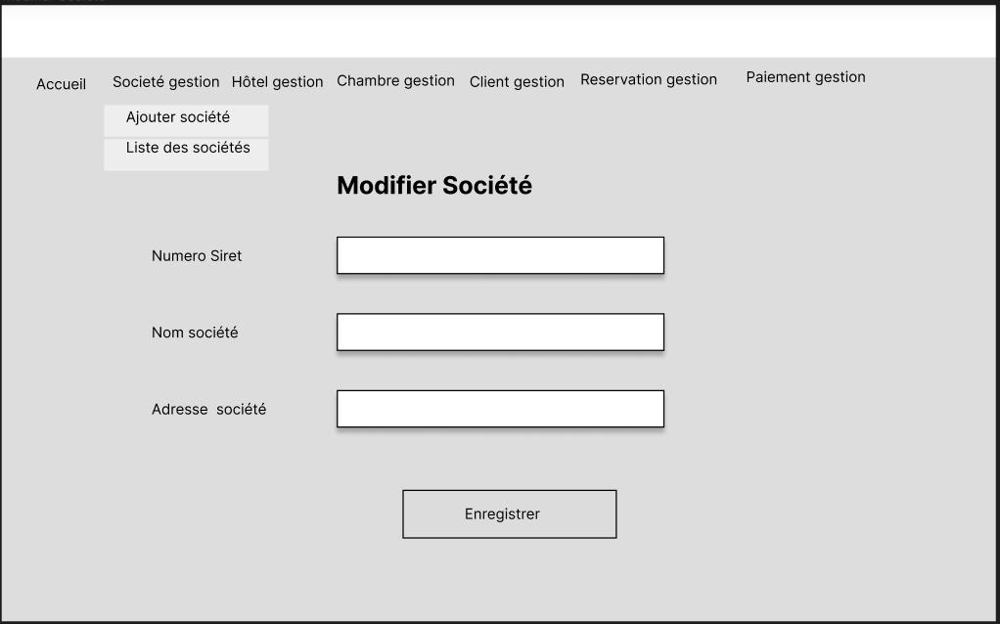 Accueil Societé gestion Hôtel gestion Chambre gestion Client gestion Reservation gestion Paiement gestion
Ajouter société
Liste des sociétés
Modifier Société
Numero Siret
Nom société
Adresse société
Enregistrer